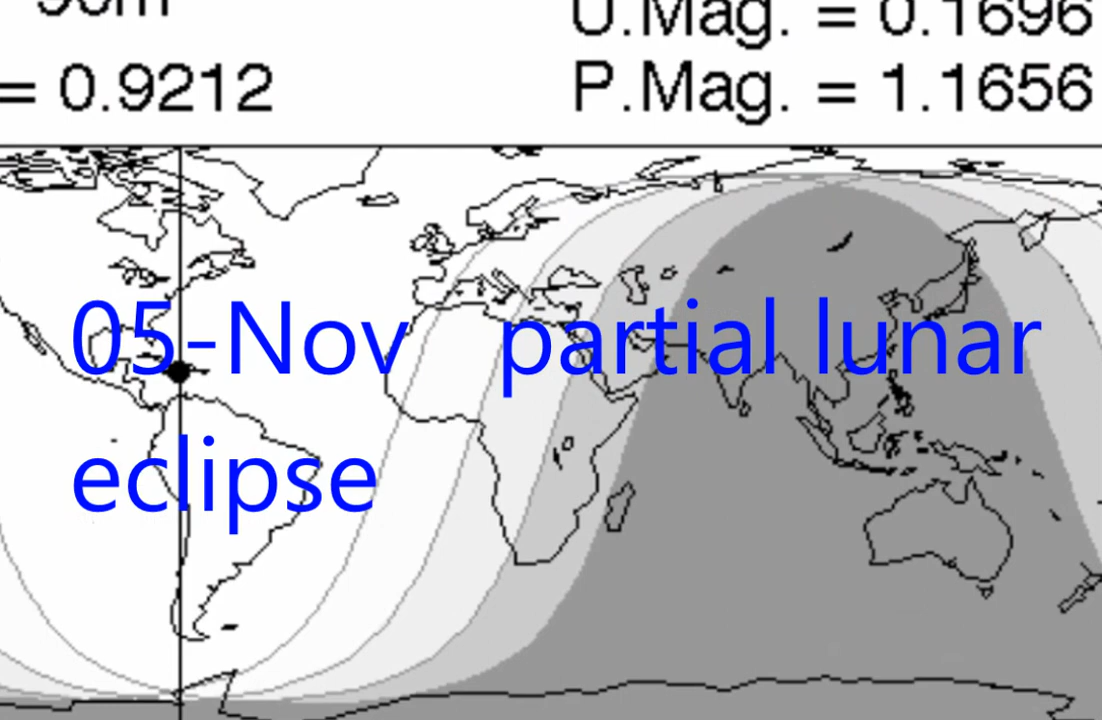 U.Mag. = 0.1696
= 0.9212 P.Mag. = 1.1656
05-Nov partial lunar
eclipse